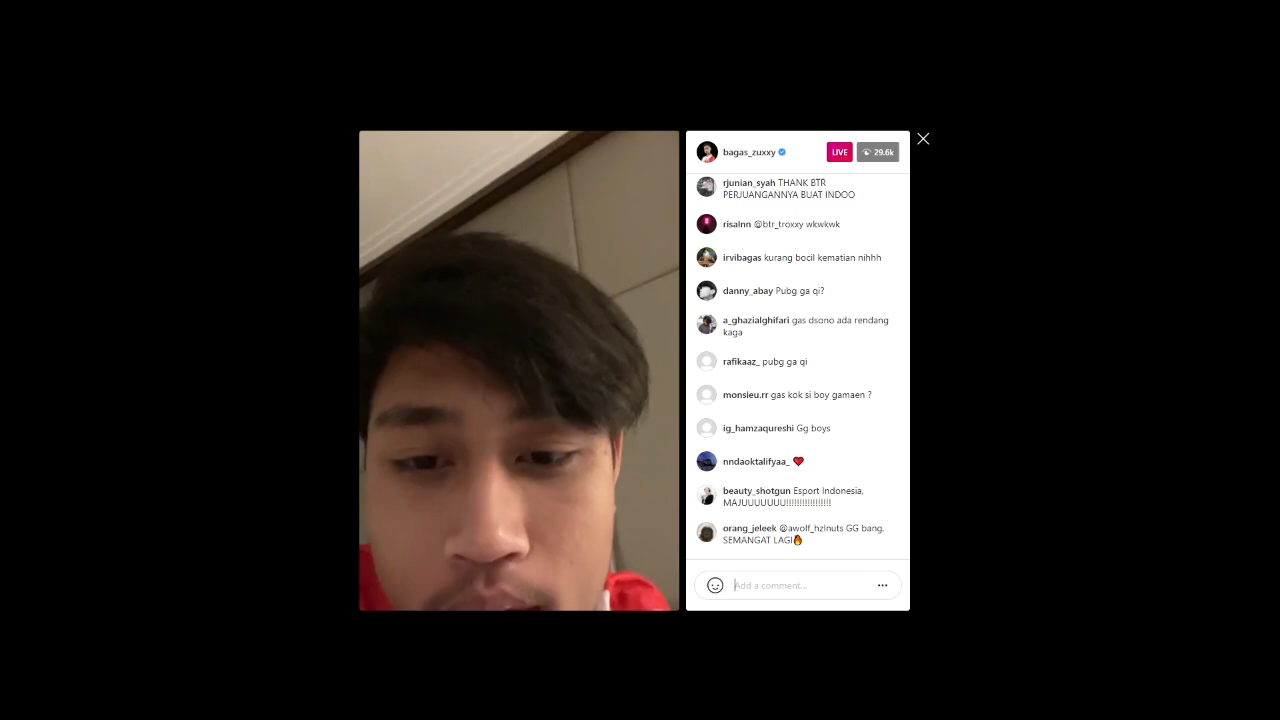 bagas_zuxxy
LIVE
29.6k
rjunian_syah THANK BTR
PERJUANGANNYA BUAT INDOO
risalnn @btr_troxxy wkwkwk
irvibagas kurang bocil kematian nihhh
danny_abay Pubg ga qi?
a_ghazialghifari gas dsono ada rendang
kaga
rafikaaz_ pubg ga qi
monsieu.rr gas kok si boy gamaen ?
ig_hamzaqureshi Gg boys
nndaoktalifyaa_ ❤️
beauty_shotgun Esport Indonesia,
MAJUUUUUUU!!!!!!!!!!!!!!!!!
orang_jeleek @awolf_hzlnuts GG bang,
SEMANGAT LAGI🔥
Add a comment...